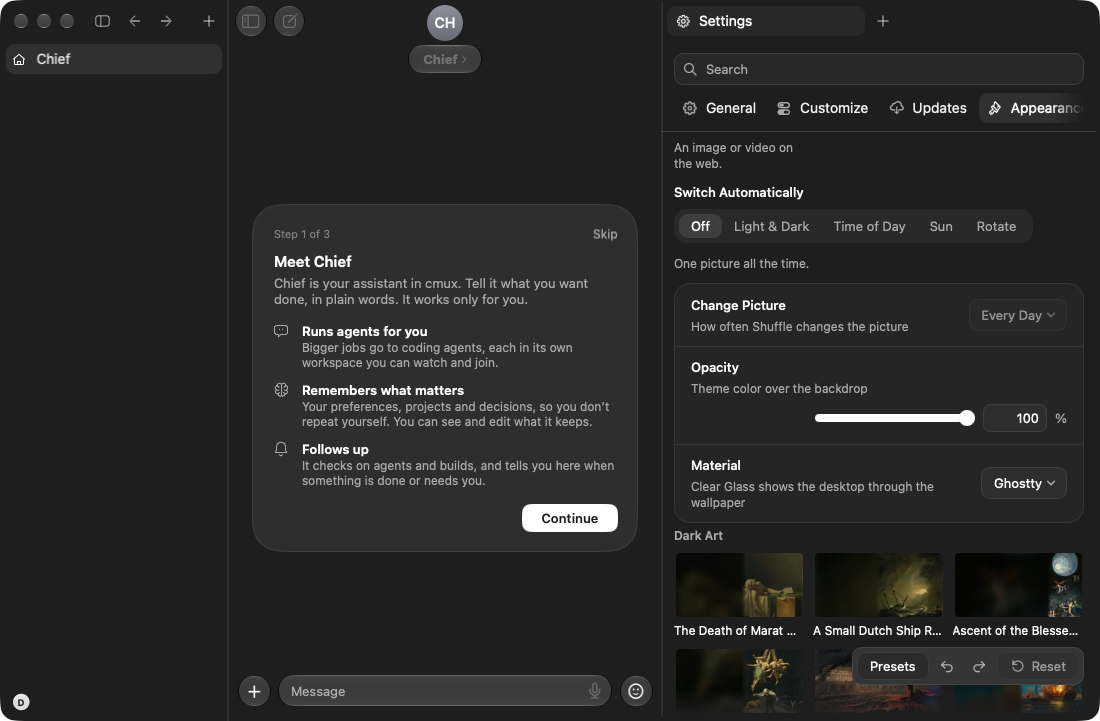 Chief
CH
Chief
Step 1 of 3
Skip
Meet Chief
Chief is your assistant in cmux. Tell it what you want
done, in plain words. It works only for you.
Runs agents for you
Bigger jobs go to coding agents, each in its own
workspace you can watch and join.
Remembers what matters
Your preferences, projects and decisions, so you don't
repeat yourself. You can see and edit what it keeps.
Follows up
It checks on agents and builds, and tells you here when
something is done or needs you.
Continue
Message
D
Settings
Search
General
Customize
Updates
Appearanc
An image or video on
the web.
Switch Automatically
Off
Light & Dark
Time of Day
Sun
Rotate
One picture all the time.
Change Picture
How often Shuffle changes the picture
Every Day
Opacity
Theme color over the backdrop
100 %
Material
Clear Glass shows the desktop through the
wallpaper
Ghostty
Dark Art
The Death of Marat ...
A Small Dutch Ship R...
Ascent of the Blesse...
Presets
Reset